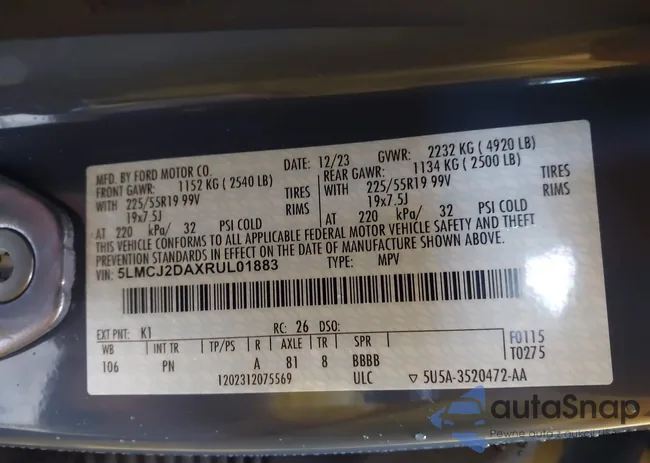 MFD. BY FORD MOTOR CO.
DATE: 12/23 GVWR: 2232 KG ( 4920 LB)
FRONT GAWR: 1152 KG ( 2540 LB) REAR GAWR: 1134 KG ( 2500 LB)
WITH 225/55R19 99V TIRES WITH 225/55R19 99V TIRES
19x7.5J RIMS 19x7.5J RIMS
AT 220 kPa/ 32 PSI COLD AT 220 kPa/ 32 PSI COLD
THIS VEHICLE CONFORMS TO ALL APPLICABLE FEDERAL MOTOR VEHICLE SAFETY AND THEFT
PREVENTION STANDARDS IN EFFECT ON THE DATE OF MANUFACTURE SHOWN ABOVE.
VIN: 5LMCJ2DAXRUL01883 TYPE: MPV
EXT PNT: K1 RC: 26 DSO: F0115
WB INT TR TP/PS R AXLE TR SPR T0275
106 PN A 81 8 BBBB
1202312075569 ULC ▽ 5U5A-3520472-AA
autoSnap
Pewne auto z aukcji